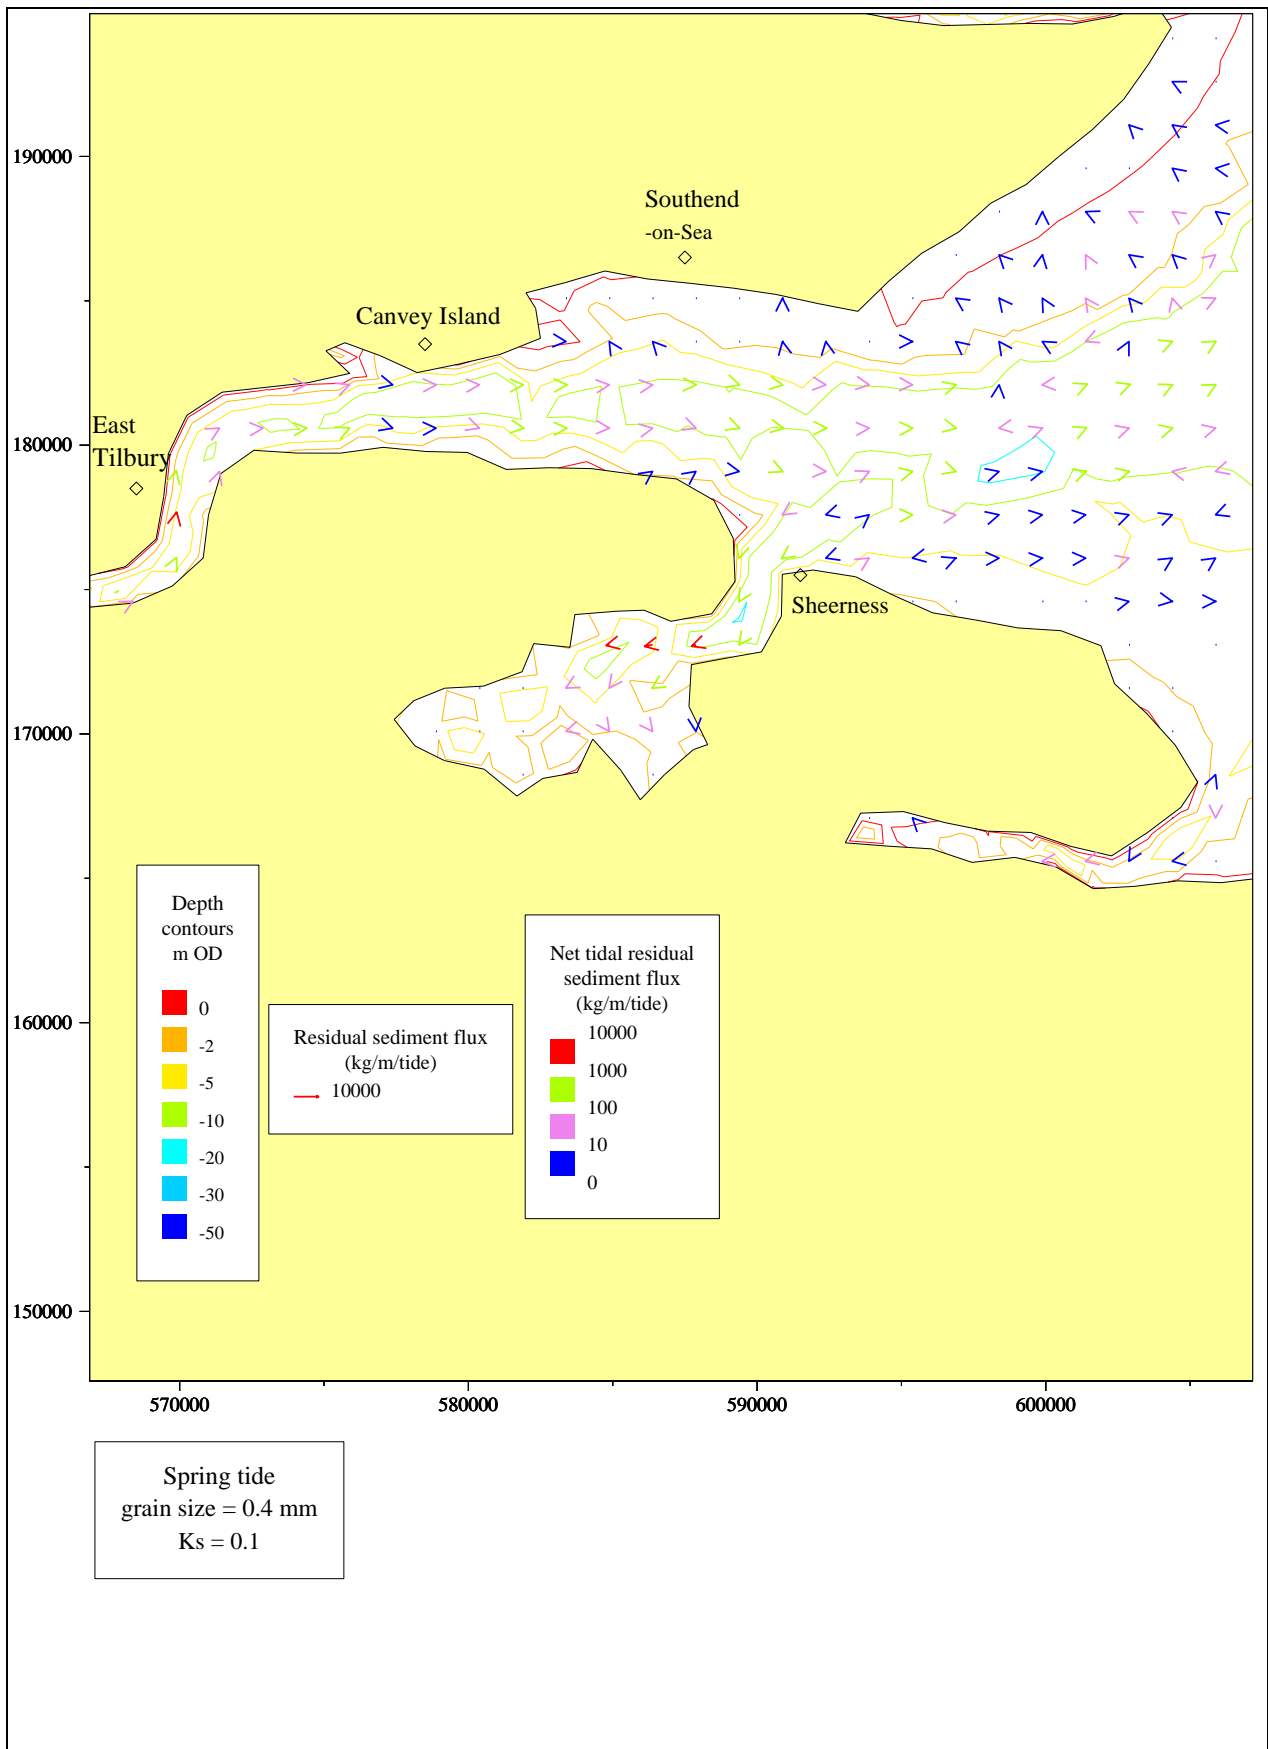 190000
180000
170000
160000
150000
Southend
-on-Sea
Canvey Island
East
Tilbury
Sheerness
Depth
contours
m OD
0
-2
-5
-10
-20
-30
-50
Residual sediment flux
(kg/m/tide)
10000
Net tidal residual
sediment flux
(kg/m/tide)
10000
1000
100
10
0
570000
580000
590000
600000
Spring tide
grain size = 0.4 mm
Ks = 0.1